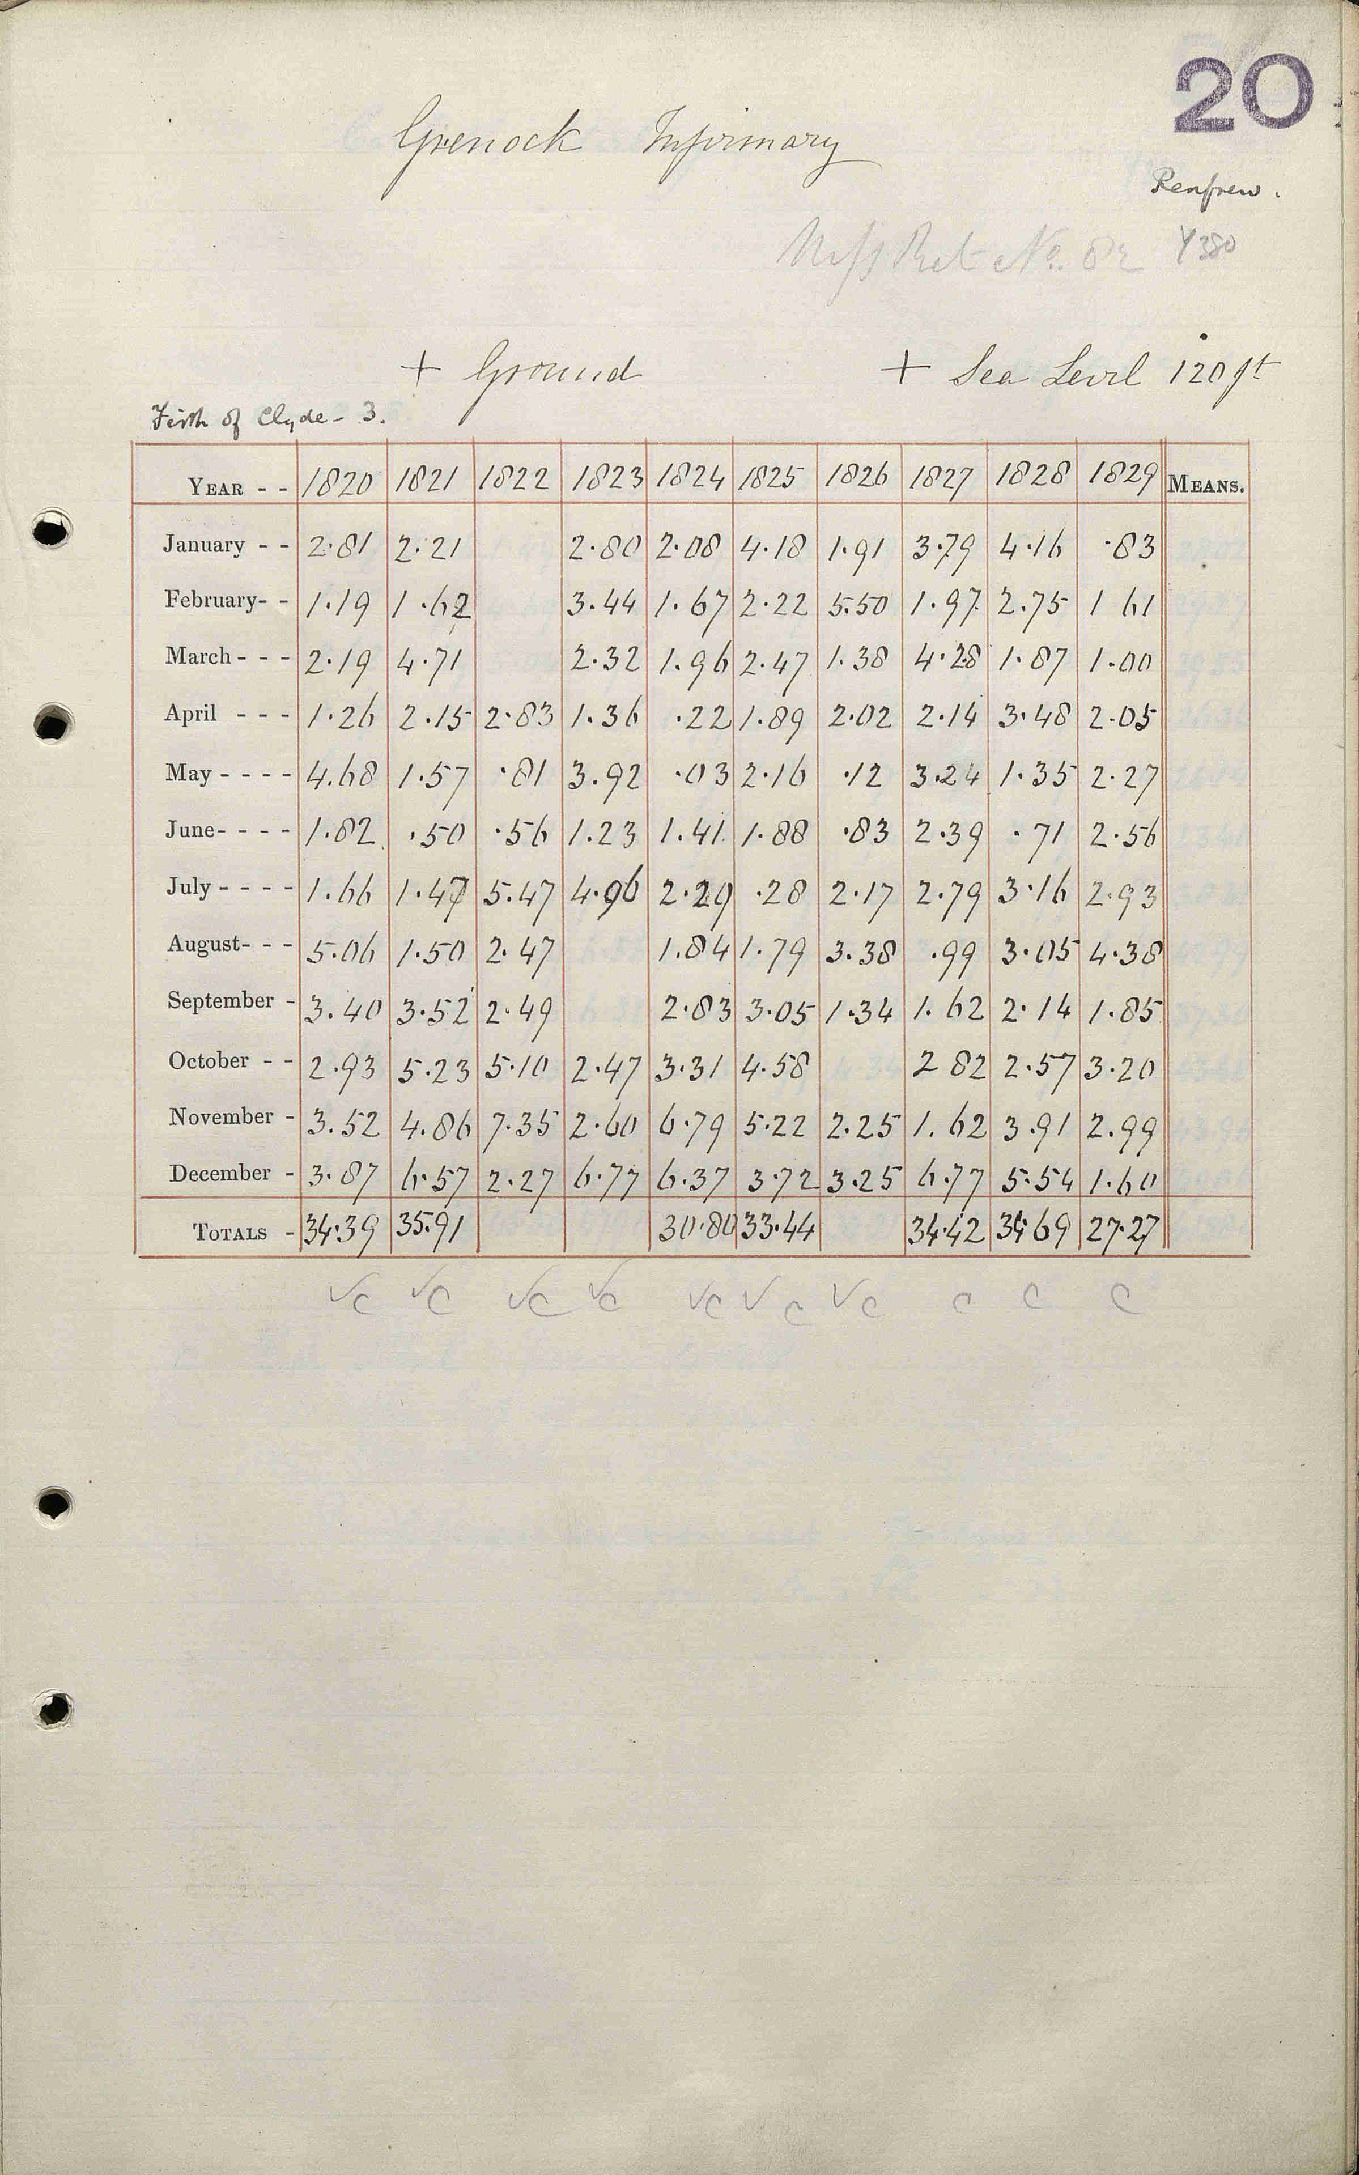 20
Grenock Infirmary
Renfrew.
Mss Ret No. 82 Y380
+ Ground + Sea Level 120 ft
Firth of Clyde - 3.
YEAR - - 1820 1821 1822 1823 1824 1825 1826 1827 1828 1829 MEANS.
January - - 2.81 2.21 2.80 2.08 4.18 1.91 3.79 4.16 .83
February- - 1.19 1.62 3.44 1.67 2.22 5.50 1.97 2.75 1 61
March - - - 2.19 4.71 2.32 1.96 2.47 1.38 4.28 1.87 1.00
April - - - 1.26 2.15 2.83 1.36 .22 1.89 2.02 2.14 3.48 2.05
May - - - - 4.68 1.57 .81 3.92 .03 2.16 .12 3.24 1.35 2.27
June- - - - 1.82 .50 .56 1.23 1.41 1.88 .83 2.39 .71 2.56
July - - - - 1.66 1.47 5.47 4.96 2.29 .28 2.17 2.79 3.16 2.93
August- - - 5.06 1.50 2.47 1.84 1.79 3.38 .99 3.05 4.38
September - 3.40 3.52 2.49 2.83 3.05 1.34 1.62 2.14 1.85
October - - 2.93 5.23 5.10 2.47 3.31 4.58 2 82 2.57 3.20
November - 3.52 4.86 7.35 2.60 6.79 5.22 2.25 1.62 3.91 2.99
December - 3.87 6.57 2.27 6.77 6.37 3.72 3.25 6.77 5.54 1.60
TOTALS - 34.39 35.91 30.80 33.44 34.42 34.69 27.27
√c √c √c √c √c √c √c c c c